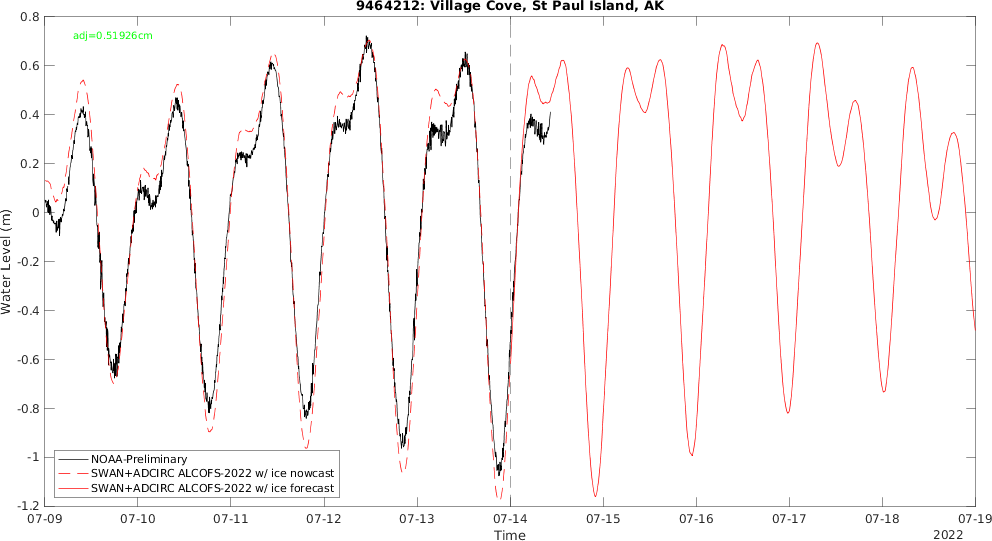 9464212: Village Cove, St Paul Island, AK
adj=0.51926cm
0.8
0.6
0.4
0.2
0
-0.2
-0.4
-0.6
-0.8
-1
-1.2
Water Level (m)
NOAA-Preliminary
SWAN+ADCIRC ALCOFS-2022 w/ ice nowcast
SWAN+ADCIRC ALCOFS-2022 w/ ice forecast
07-09 07-10 07-11 07-12 07-13 07-14 07-15 07-16 07-17 07-18 07-19
Time
2022